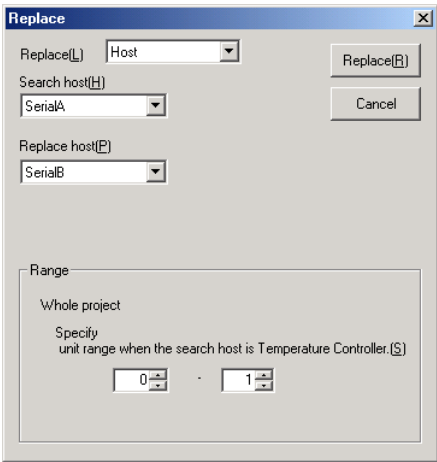 Replace
Replace(L) Host Replace(R)
Search host(H)
SerialA Cancel
Replace host(P)
SerialB
Range
Whole project
Specify
unit range when the search host is Temperature Controller.(S)
0 - 1